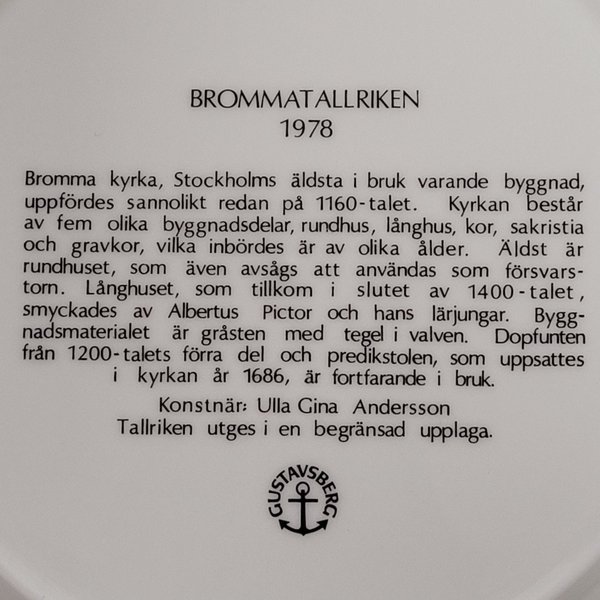 BROMMATALLRIKEN
1978
Bromma kyrka, Stockholms äldsta i bruk varande byggnad,
uppfördes sannolikt redan på 1160-talet. Kyrkan består
av fem olika byggnadsdelar, rundhus, långhus, kor, sakristia
och gravkor, vilka inbördes är av olika ålder. Äldst är
rundhuset, som även avsågs att användas som försvars-
torn. Långhuset, som tillkom i slutet av 1400-talet,
smyckades av Albertus Pictor och hans lärjungar. Bygg-
nadsmaterialet är gråsten med tegel i valven. Dopfunten
från 1200-talets förra del och predikstolen, som uppsattes
i kyrkan år 1686, är fortfarande i bruk.
Konstnär: Ulla Gina Andersson
Tallriken utges i en begränsad upplaga.
GUSTAVSBERG